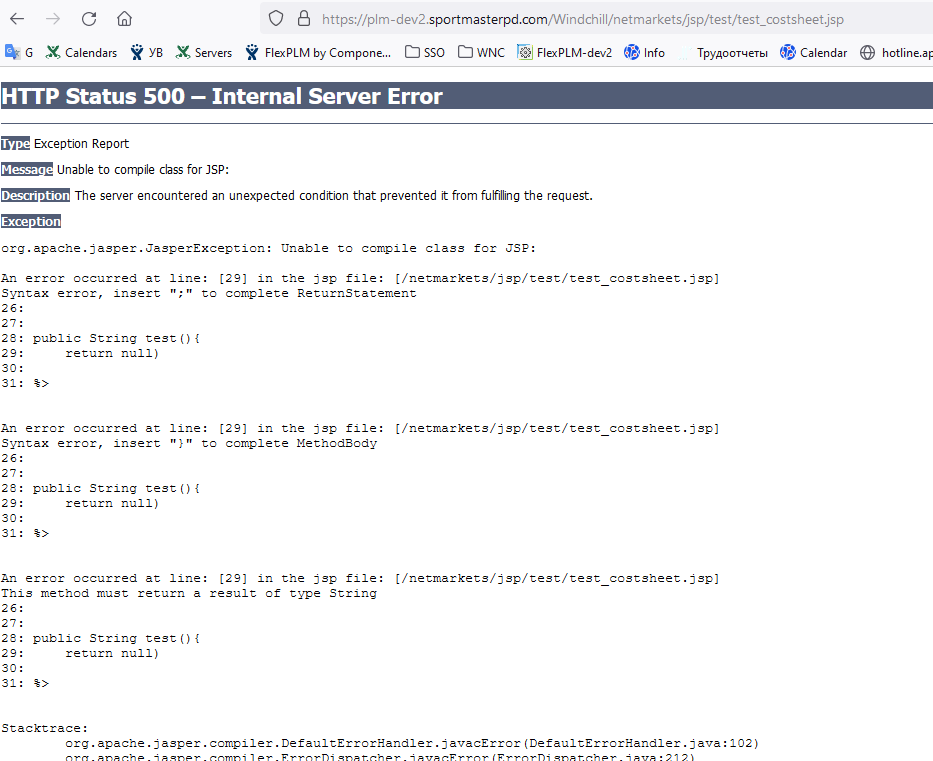 https://plm-dev2.sportmasterpd.com/Windchill/netmarkets/jsp/test/test_costsheet.jsp
G Calendars УВ Servers FlexPLM by Compone... SSO WNC FlexPLM-dev2 Info Трудоотчеты Calendar hotline.ap
HTTP Status 500 – Internal Server Error
Type Exception Report
Message Unable to compile class for JSP:
Description The server encountered an unexpected condition that prevented it from fulfilling the request.
Exception
org.apache.jasper.JasperException: Unable to compile class for JSP:
An error occurred at line: [29] in the jsp file: [/netmarkets/jsp/test/test_costsheet.jsp]
Syntax error, insert ";" to complete ReturnStatement
26:
27:
28: public String test(){
29:     return null)
30:
31: %>
An error occurred at line: [29] in the jsp file: [/netmarkets/jsp/test/test_costsheet.jsp]
Syntax error, insert "}" to complete MethodBody
26:
27:
28: public String test(){
29:     return null)
30:
31: %>
An error occurred at line: [29] in the jsp file: [/netmarkets/jsp/test/test_costsheet.jsp]
This method must return a result of type String
26:
27:
28: public String test(){
29:     return null)
30:
31: %>
Stacktrace:
org.apache.jasper.compiler.DefaultErrorHandler.javacError(DefaultErrorHandler.java:102)
org.apache.jasper.compiler.ErrorDispatcher.javacError(ErrorDispatcher.java:212)